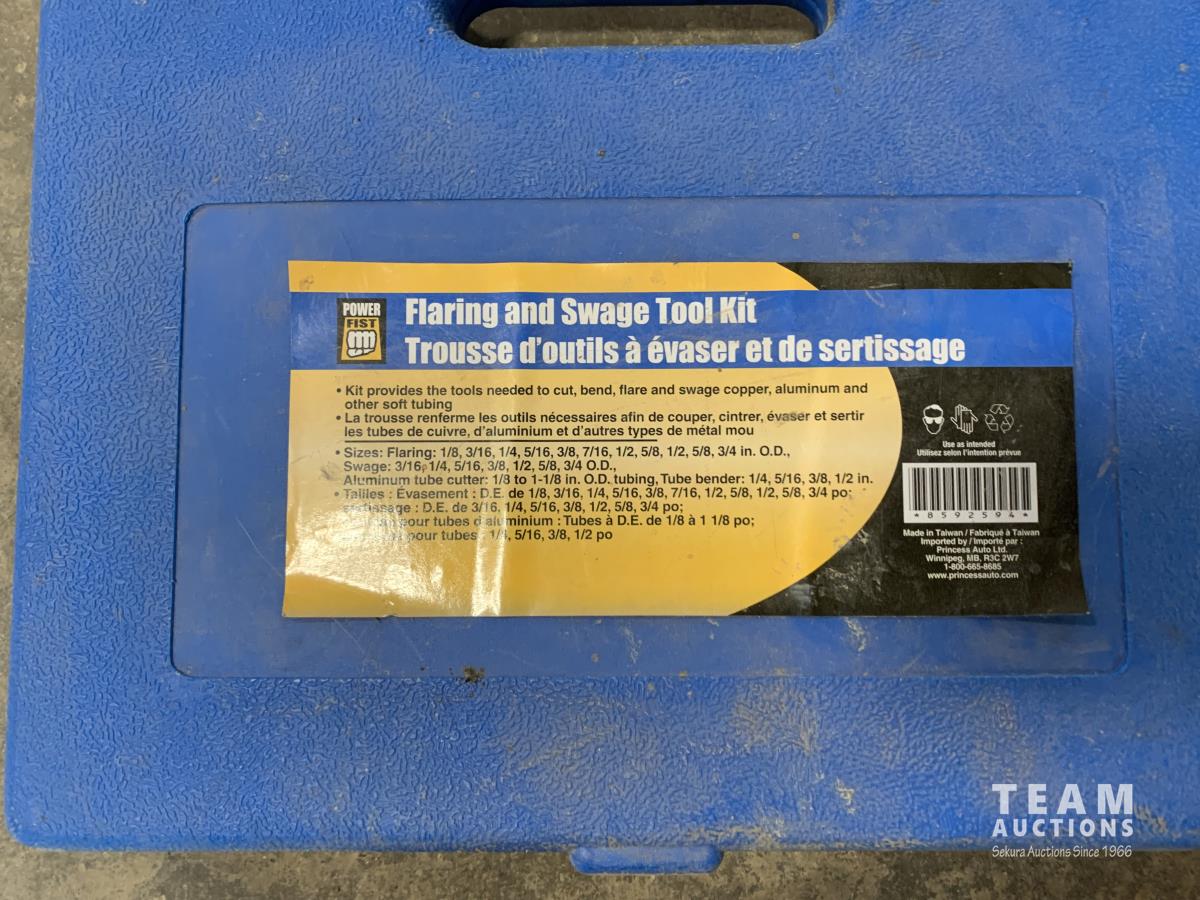 POWER
FIST
Flaring and Swage Tool Kit
Trousse d'outils à évaser et de sertissage
• Kit provides the tools needed to cut, bend, flare and swage copper, aluminum and
other soft tubing
• La trousse renferme les outils nécessaires afin de couper, cintrer, évaser et sertir
les tubes de cuivre, d'aluminium et d'autres types de métal mou
• Sizes: Flaring: 1/8, 3/16, 1/4, 5/16, 3/8, 7/16, 1/2, 5/8, 1/2, 5/8, 3/4 in. O.D.,
Swage: 3/16, 1/4, 5/16, 3/8, 1/2, 5/8, 3/4 O.D.,
Aluminum tube cutter: 1/8 to 1-1/8 in. O.D. tubing, Tube bender: 1/4, 5/16, 3/8, 1/2 in.
• Tailles : Évasement : D.E. de 1/8, 3/16, 1/4, 5/16, 3/8, 7/16, 1/2, 5/8, 1/2, 5/8, 3/4 po;
sertissage : D.E. de 3/16, 1/4, 5/16, 3/8, 1/2, 5/8, 3/4 po;
pour tubes d'aluminium : Tubes à D.E. de 1/8 à 1 1/8 po;
pour tubes : 1/4, 5/16, 3/8, 1/2 po
Use as intended
Utilisez selon l'intention prévue
*8592594*
Made in Taiwan / Fabriqué à Taiwan
Imported by / Importé par :
Princess Auto Ltd.
Winnipeg, MB, R3C 2W7
1-800-665-8685
www.princessauto.com
TEAM
AUCTIONS
Sekura Auctions Since 1966